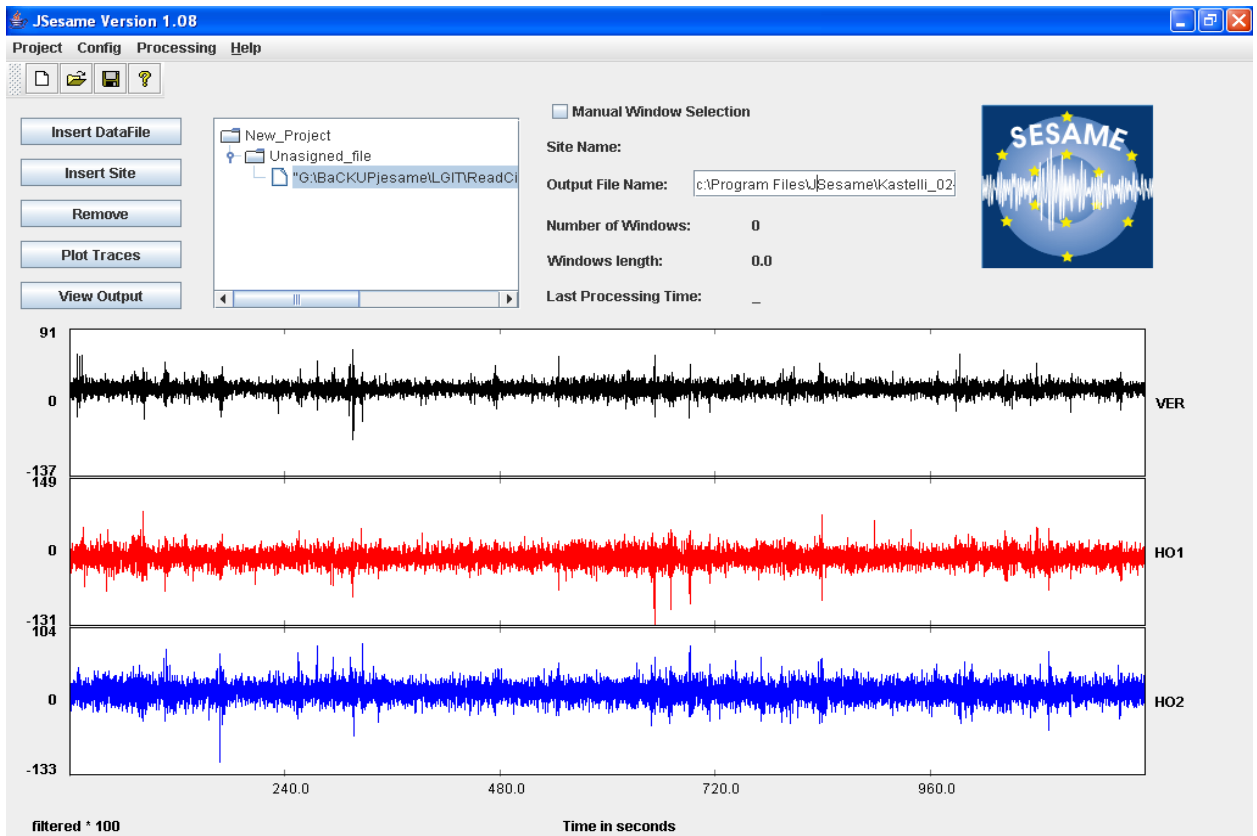 JSesame Version 1.08
Project Config Processing Help
Insert DataFile
Insert Site
Remove
Plot Traces
View Output
New_Project
Unasigned_file
"G:\BaCKUPjesame\LGIT\ReadCi
Manual Window Selection
Site Name:
Output File Name: c:\Program Files\JSesame\Kastelli_02-
Number of Windows: 0
Windows length: 0.0
Last Processing Time: _
SESAME
91
0
-137
VER
149
0
-131
HO1
104
0
-133
HO2
240.0 480.0 720.0 960.0
filtered * 100 Time in seconds